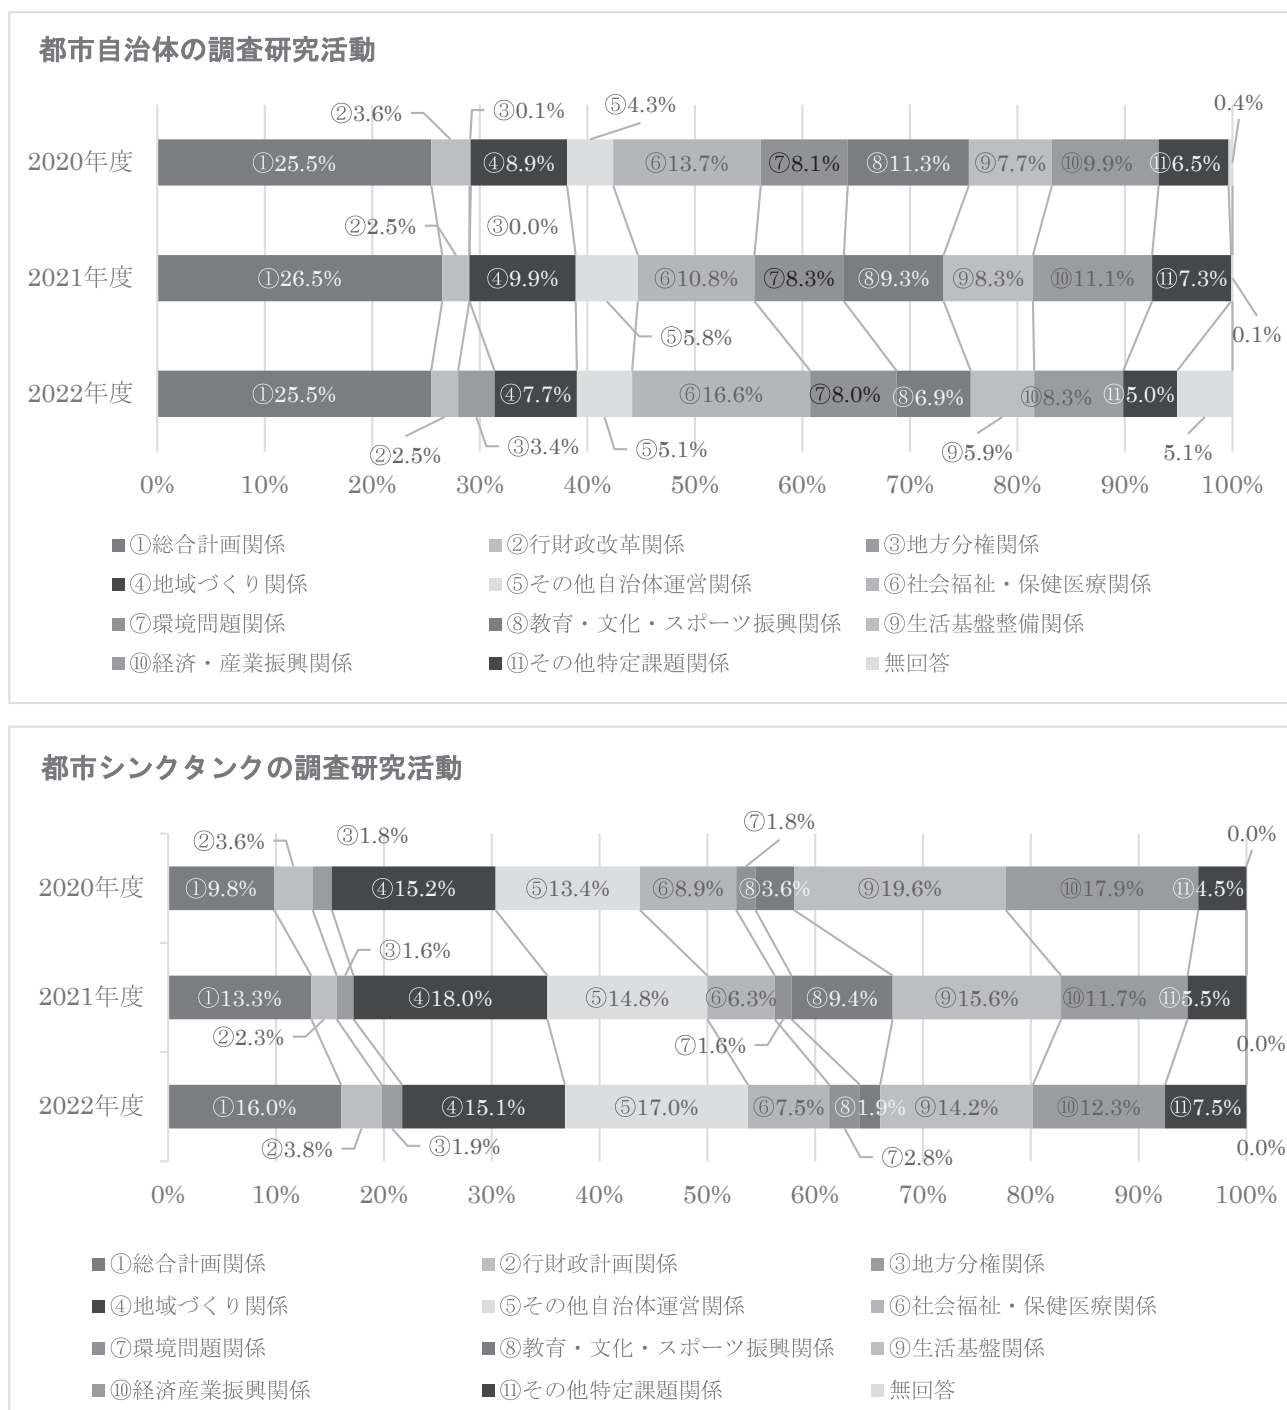 都市自治体の調査研究活動
②3.6% ③0.1% ⑤4.3% 0.4%
2020年度 ①25.5% ④8.9% ⑥13.7% ⑦8.1% ⑧11.3% ⑨7.7% ⑩9.9% ⑪6.5%
②2.5% ③0.0%
2021年度 ①26.5% ④9.9% ⑥10.8% ⑦8.3% ⑧9.3% ⑨8.3% ⑩11.1% ⑪7.3%
⑤5.8% 0.1%
2022年度 ①25.5% ④7.7% ⑥16.6% ⑦8.0% ⑧6.9% ⑩8.3% ⑪5.0%
②2.5% ③3.4% ⑤5.1% ⑨5.9% 5.1%
0% 10% 20% 30% 40% 50% 60% 70% 80% 90% 100%
①総合計画関係 ②行財政改革関係 ③地方分権関係
④地域づくり関係 ⑤その他自治体運営関係 ⑥社会福祉・保健医療関係
⑦環境問題関係 ⑧教育・文化・スポーツ振興関係 ⑨生活基盤整備関係
⑩経済・産業振興関係 ⑪その他特定課題関係 無回答
都市シンクタンクの調査研究活動
②3.6% ③1.8% ⑦1.8% 0.0%
2020年度 ①9.8% ④15.2% ⑤13.4% ⑥8.9% ⑧3.6% ⑨19.6% ⑩17.9% ⑪4.5%
③1.6%
2021年度 ①13.3% ④18.0% ⑤14.8% ⑥6.3% ⑧9.4% ⑨15.6% ⑩11.7% ⑪5.5%
②2.3% ⑦1.6% 0.0%
2022年度 ①16.0% ④15.1% ⑤17.0% ⑥7.5% ⑧1.9% ⑨14.2% ⑩12.3% ⑪7.5%
②3.8% ③1.9% ⑦2.8% 0.0%
0% 10% 20% 30% 40% 50% 60% 70% 80% 90% 100%
①総合計画関係 ②行財政計画関係 ③地方分権関係
④地域づくり関係 ⑤その他自治体運営関係 ⑥社会福祉・保健医療関係
⑦環境問題関係 ⑧教育・文化・スポーツ振興関係 ⑨生活基盤関係
⑩経済産業振興関係 ⑪その他特定課題関係 無回答